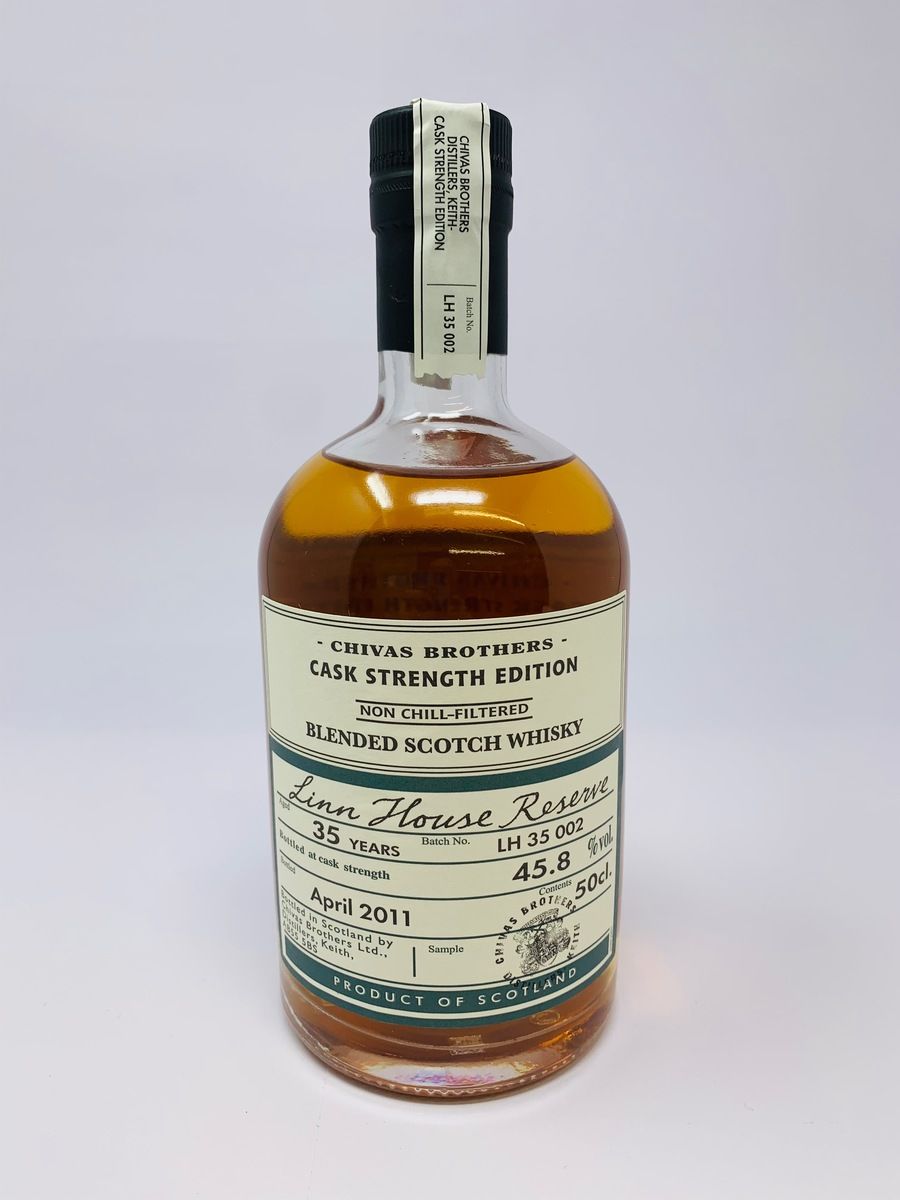 CHIVAS BROTHERS
DISTILLERS, KEITH-
CASK STRENGTH EDITION
Batch No.
LH 35 002
- CHIVAS BROTHERS -
CASK STRENGTH EDITION
NON CHILL-FILTERED
BLENDED SCOTCH WHISKY
Linn House Reserve
Aged 35 YEARS Batch No. LH 35 002
Bottled at cask strength 45.8 %vol.
Bottled April 2011 Contents 50cl.
Bottled in Scotland by
Chivas Brothers Ltd.,
Distillers, Keith,
AB55 5BS
Sample
CHIVAS BROTHERS
KEITH
PRODUCT OF SCOTLAND